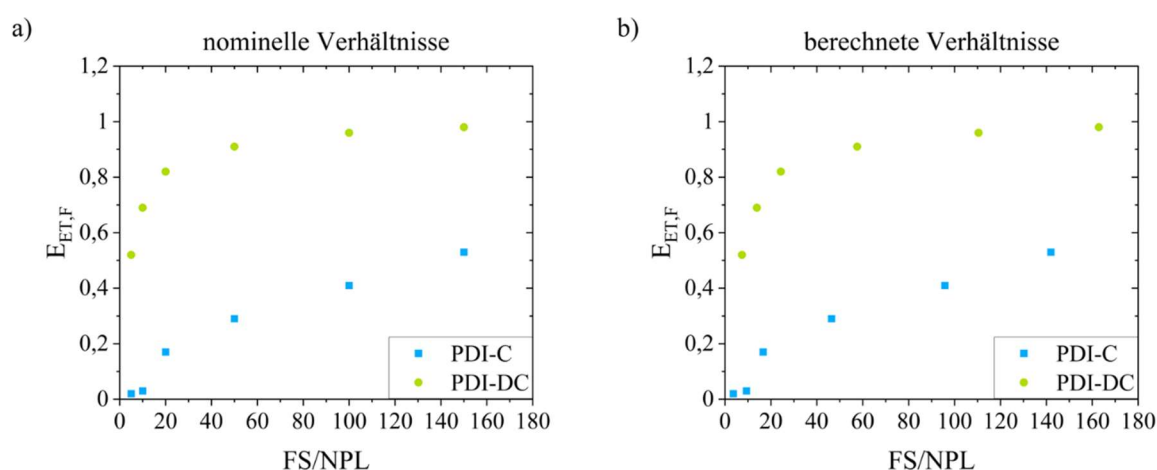 a)
nominelle Verhältnisse
1,2
1
0,8
0,6
0,4
0,2
0
E_ET,F
0 20 40 60 80 100 120 140 160 180
FS/NPL
PDI-C
PDI-DC
b)
berechnete Verhältnisse
1,2
1
0,8
0,6
0,4
0,2
0
E_ET,F
0 20 40 60 80 100 120 140 160 180
FS/NPL
PDI-C
PDI-DC